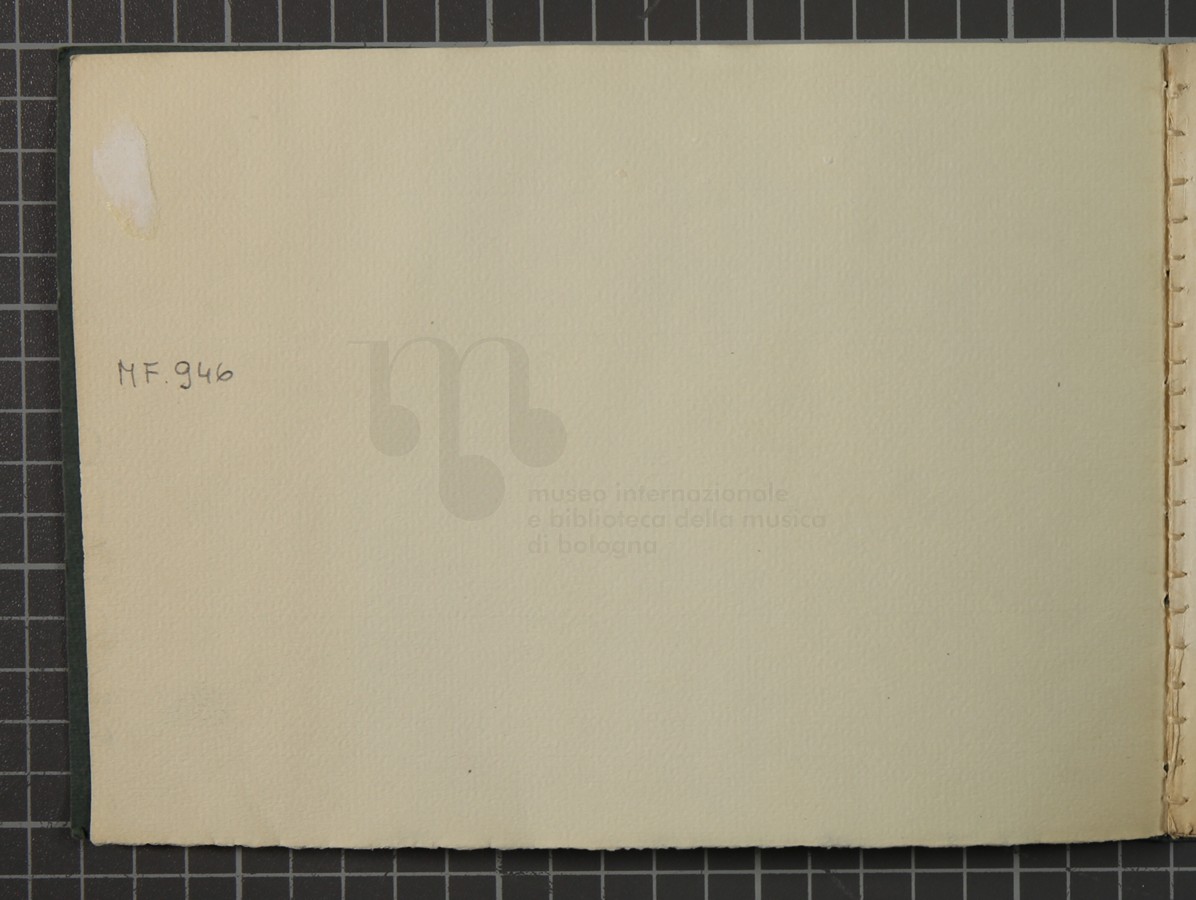 MF. 946
museo internazionale
e biblioteca della musica
di bologna